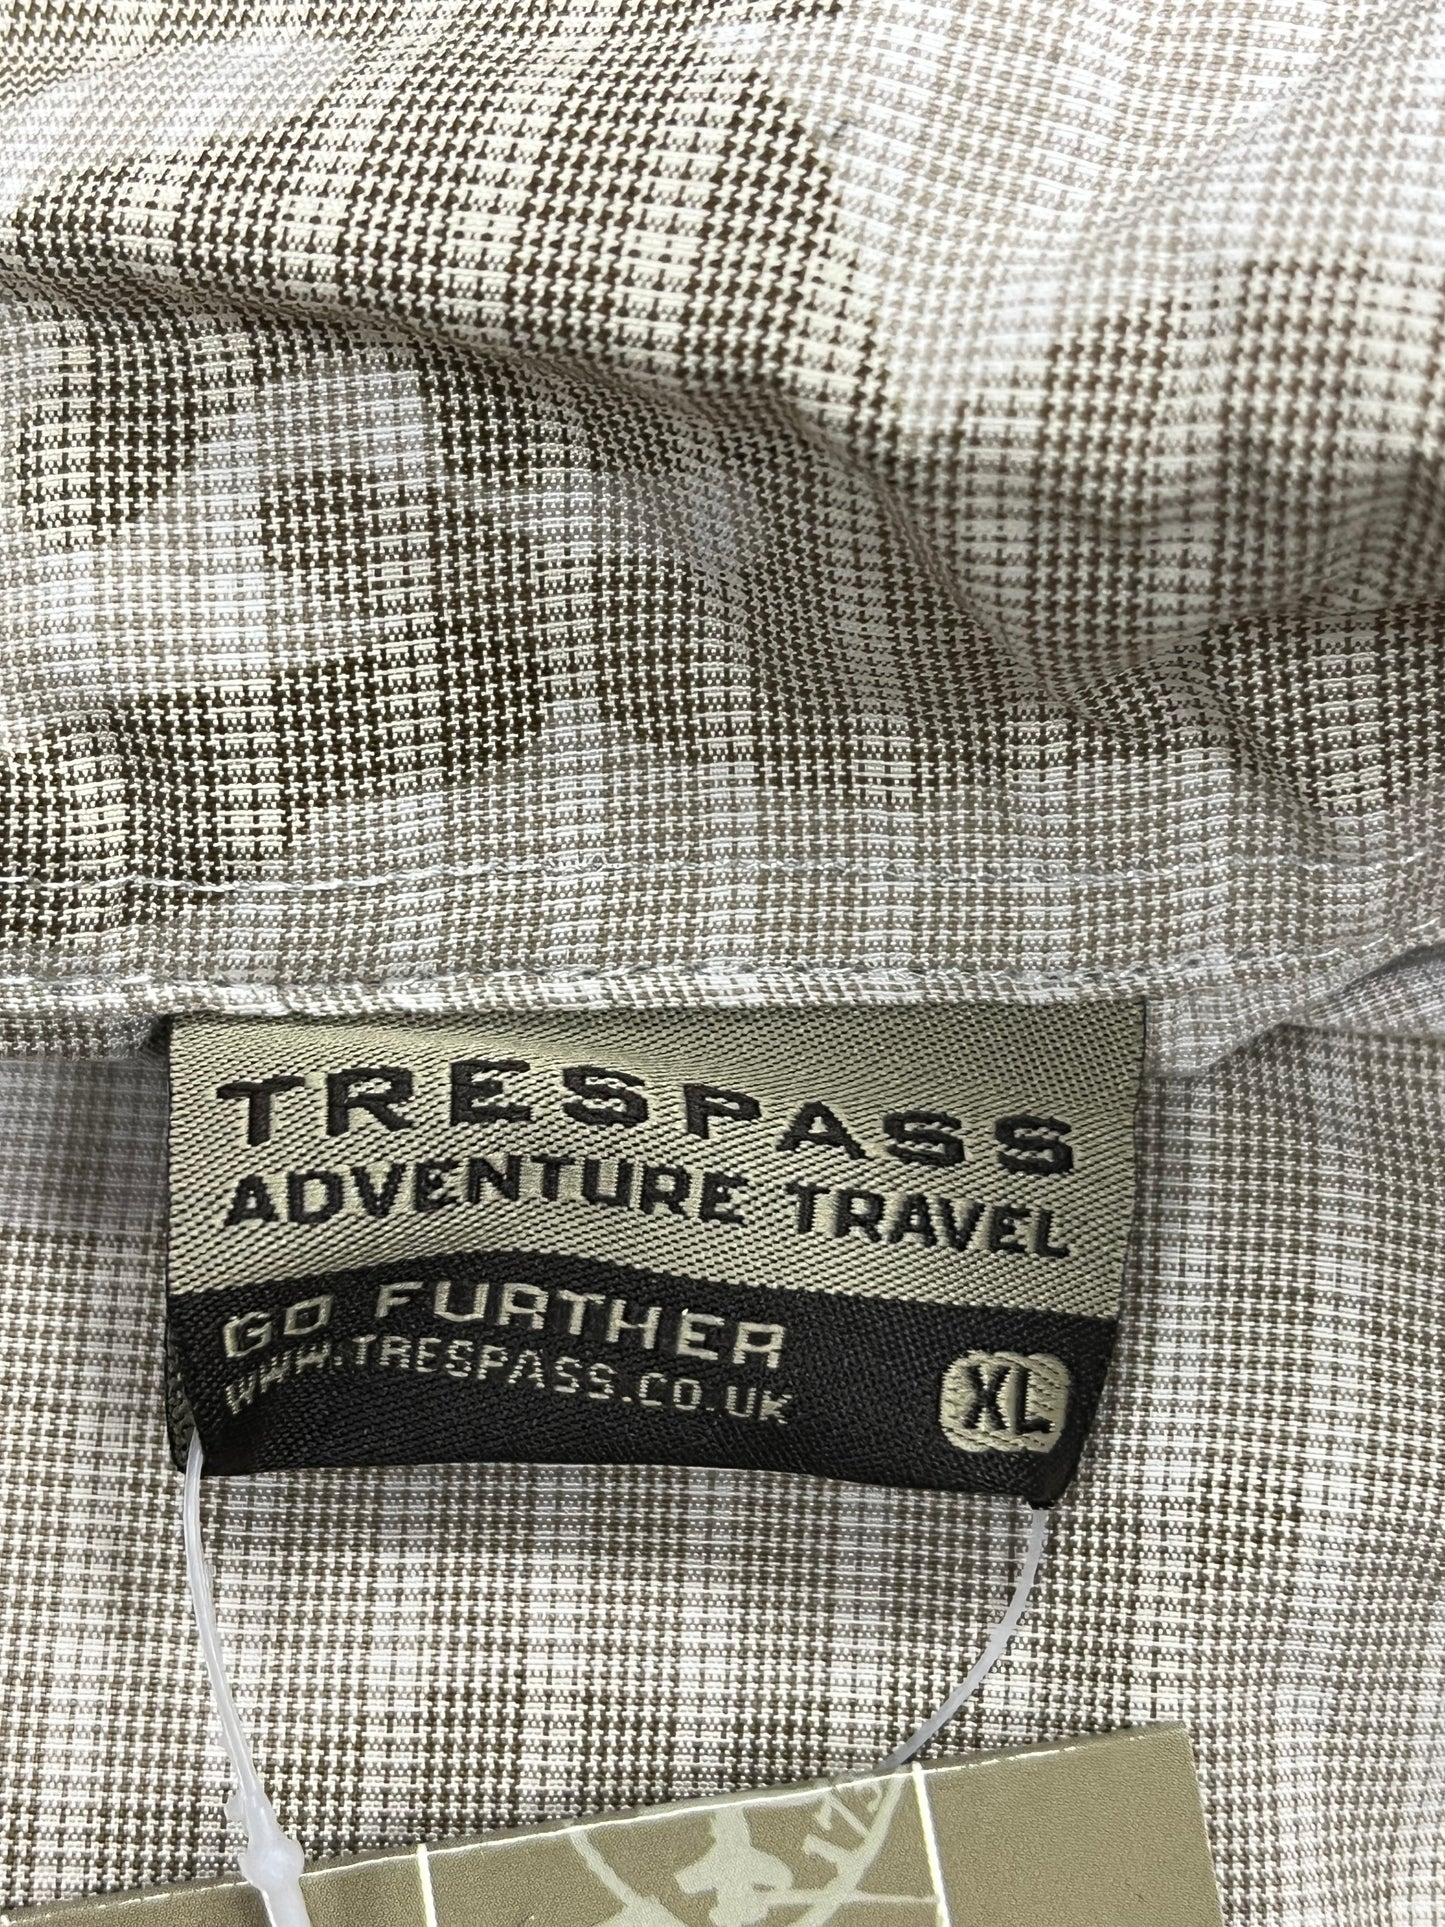 TRESPASS
ADVENTURE TRAVEL
GO FURTHER
WWW.TRESPASS.CO.UK
XL